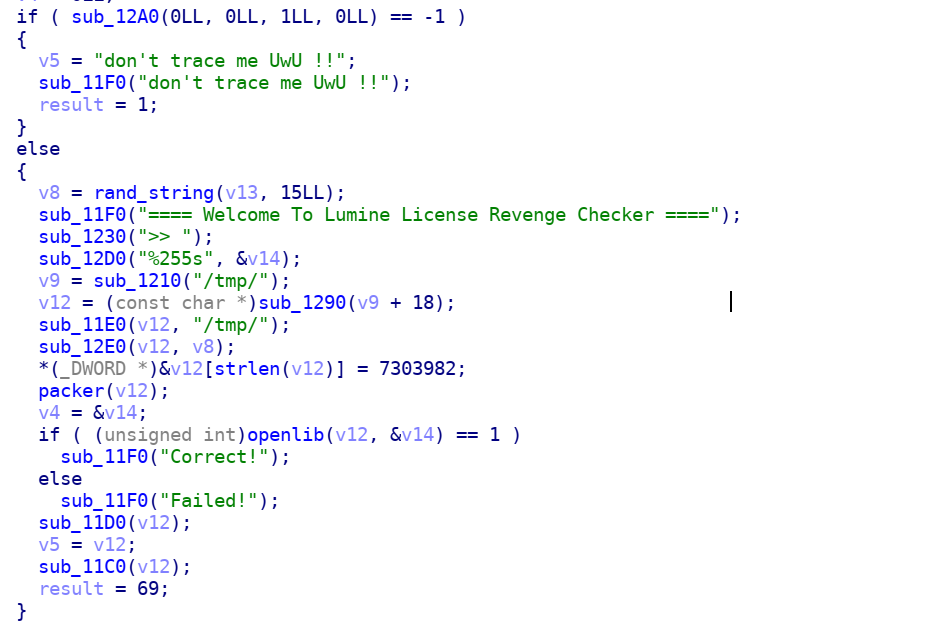 if ( sub_12A0(0LL, 0LL, 1LL, 0LL) == -1 )
{
v5 = "don't trace me UwU !!";
sub_11F0("don't trace me UwU !!");
result = 1;
}
else
{
v8 = rand_string(v13, 15LL);
sub_11F0("==== Welcome To Lumine License Revenge Checker ====");
sub_1230(">> ");
sub_12D0("%255s", &v14);
v9 = sub_1210("/tmp/");
v12 = (const char *)sub_1290(v9 + 18);
sub_11E0(v12, "/tmp/");
sub_12E0(v12, v8);
*(_DWORD *)&v12[strlen(v12)] = 7303982;
packer(v12);
v4 = &v14;
if ( (unsigned int)openlib(v12, &v14) == 1 )
sub_11F0("Correct!");
else
sub_11F0("Failed!");
sub_11D0(v12);
v5 = v12;
sub_11C0(v12);
result = 69;
}